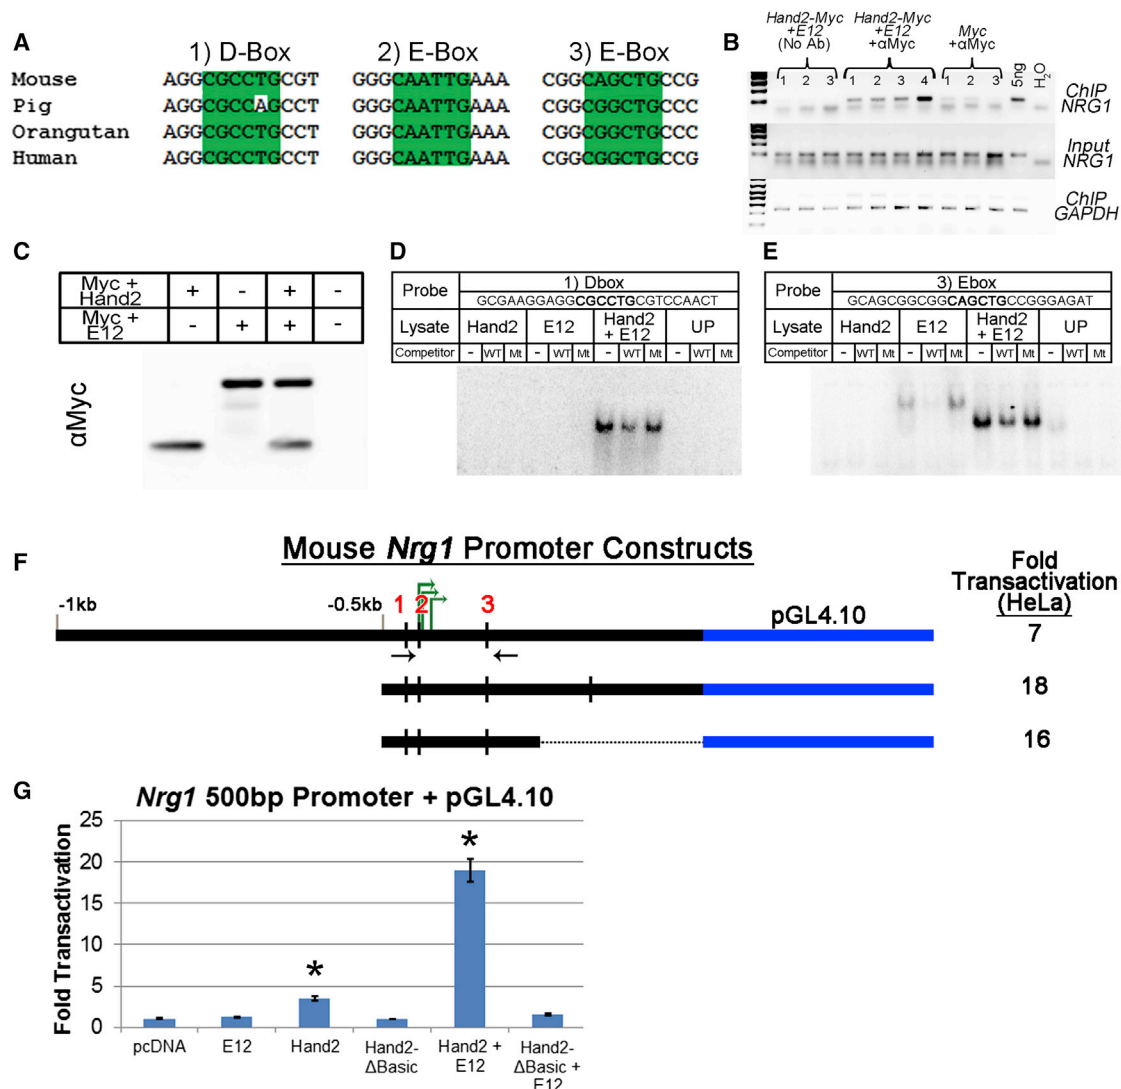 A
1) D-Box 2) E-Box 3) E-Box
Mouse AGGCGCCTGCGT GGGCAATTGAAA CGGCAGCTGCCG
Pig AGGCGCCAGCCT GGGCAATTGAAA CGGCGGCTGCCG
Orangutan AGGCGCCTGCCT GGGCAATTGAAA CGGCGGCTGCCG
Human AGGCGCCTGCCT GGGCAATTGAAA CGGCGGCTGCCG
B
Hand2-Myc +E12 (No Ab)
Hand2-Myc +E12 +αMyc
Myc +αMyc
1 2 3 1 2 3 4 1 2 3 5ng H2O
ChIP NRG1
Input NRG1
ChIP GAPDH
C
Myc + Hand2 + - + -
Myc + E12 - + + -
αMyc
D
Probe
1) Dbox
GCGAAGGAGGCGCCTGCGTCCAACT
Lysate Hand2 E12 Hand2 + E12 UP
Competitor - WT Mt - WT Mt - WT Mt - WT Mt
E
Probe
3) Ebox
GCAGCGGCGGCAGCTGCCGGGAGAT
Lysate Hand2 E12 Hand2 + E12 UP
Competitor - WT Mt - WT Mt - WT Mt - WT Mt
F
Mouse Nrg1 Promoter Constructs
Fold Transactivation (HeLa)
-1kb -0.5kb 1 2 3 pGL4.10
7
18
16
G
Nrg1 500bp Promoter + pGL4.10
Fold Transactivation
25
20
15
10
5
0
pcDNA E12 Hand2 Hand2-ΔBasic Hand2 + E12 Hand2-ΔBasic + E12
* *